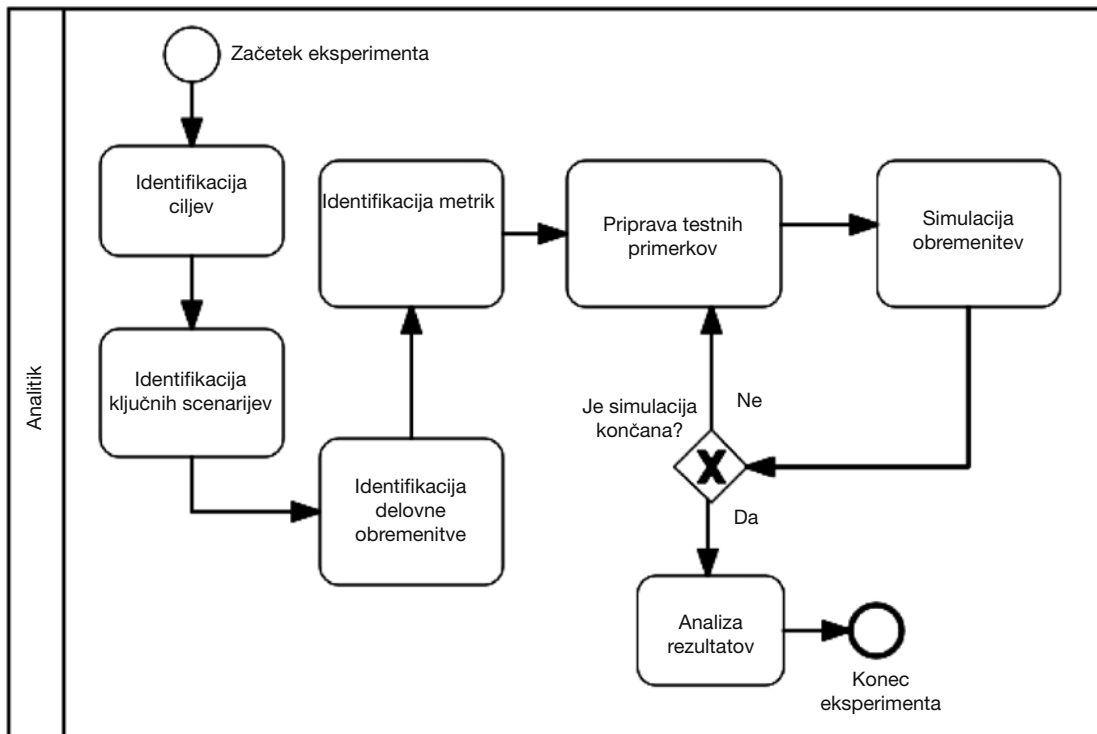 Analitik
Začetek eksperimenta
Identifikacija
ciljev
Identifikacija
ključnih scenarijev
Identifikacija
delovne
obremenitve
Identifikacija metrik
Priprava testnih
primerkov
Simulacija
obremenitev
Je simulacija
končana?
Ne
X
Da
Analiza
rezultatov
Konec
eksperimenta